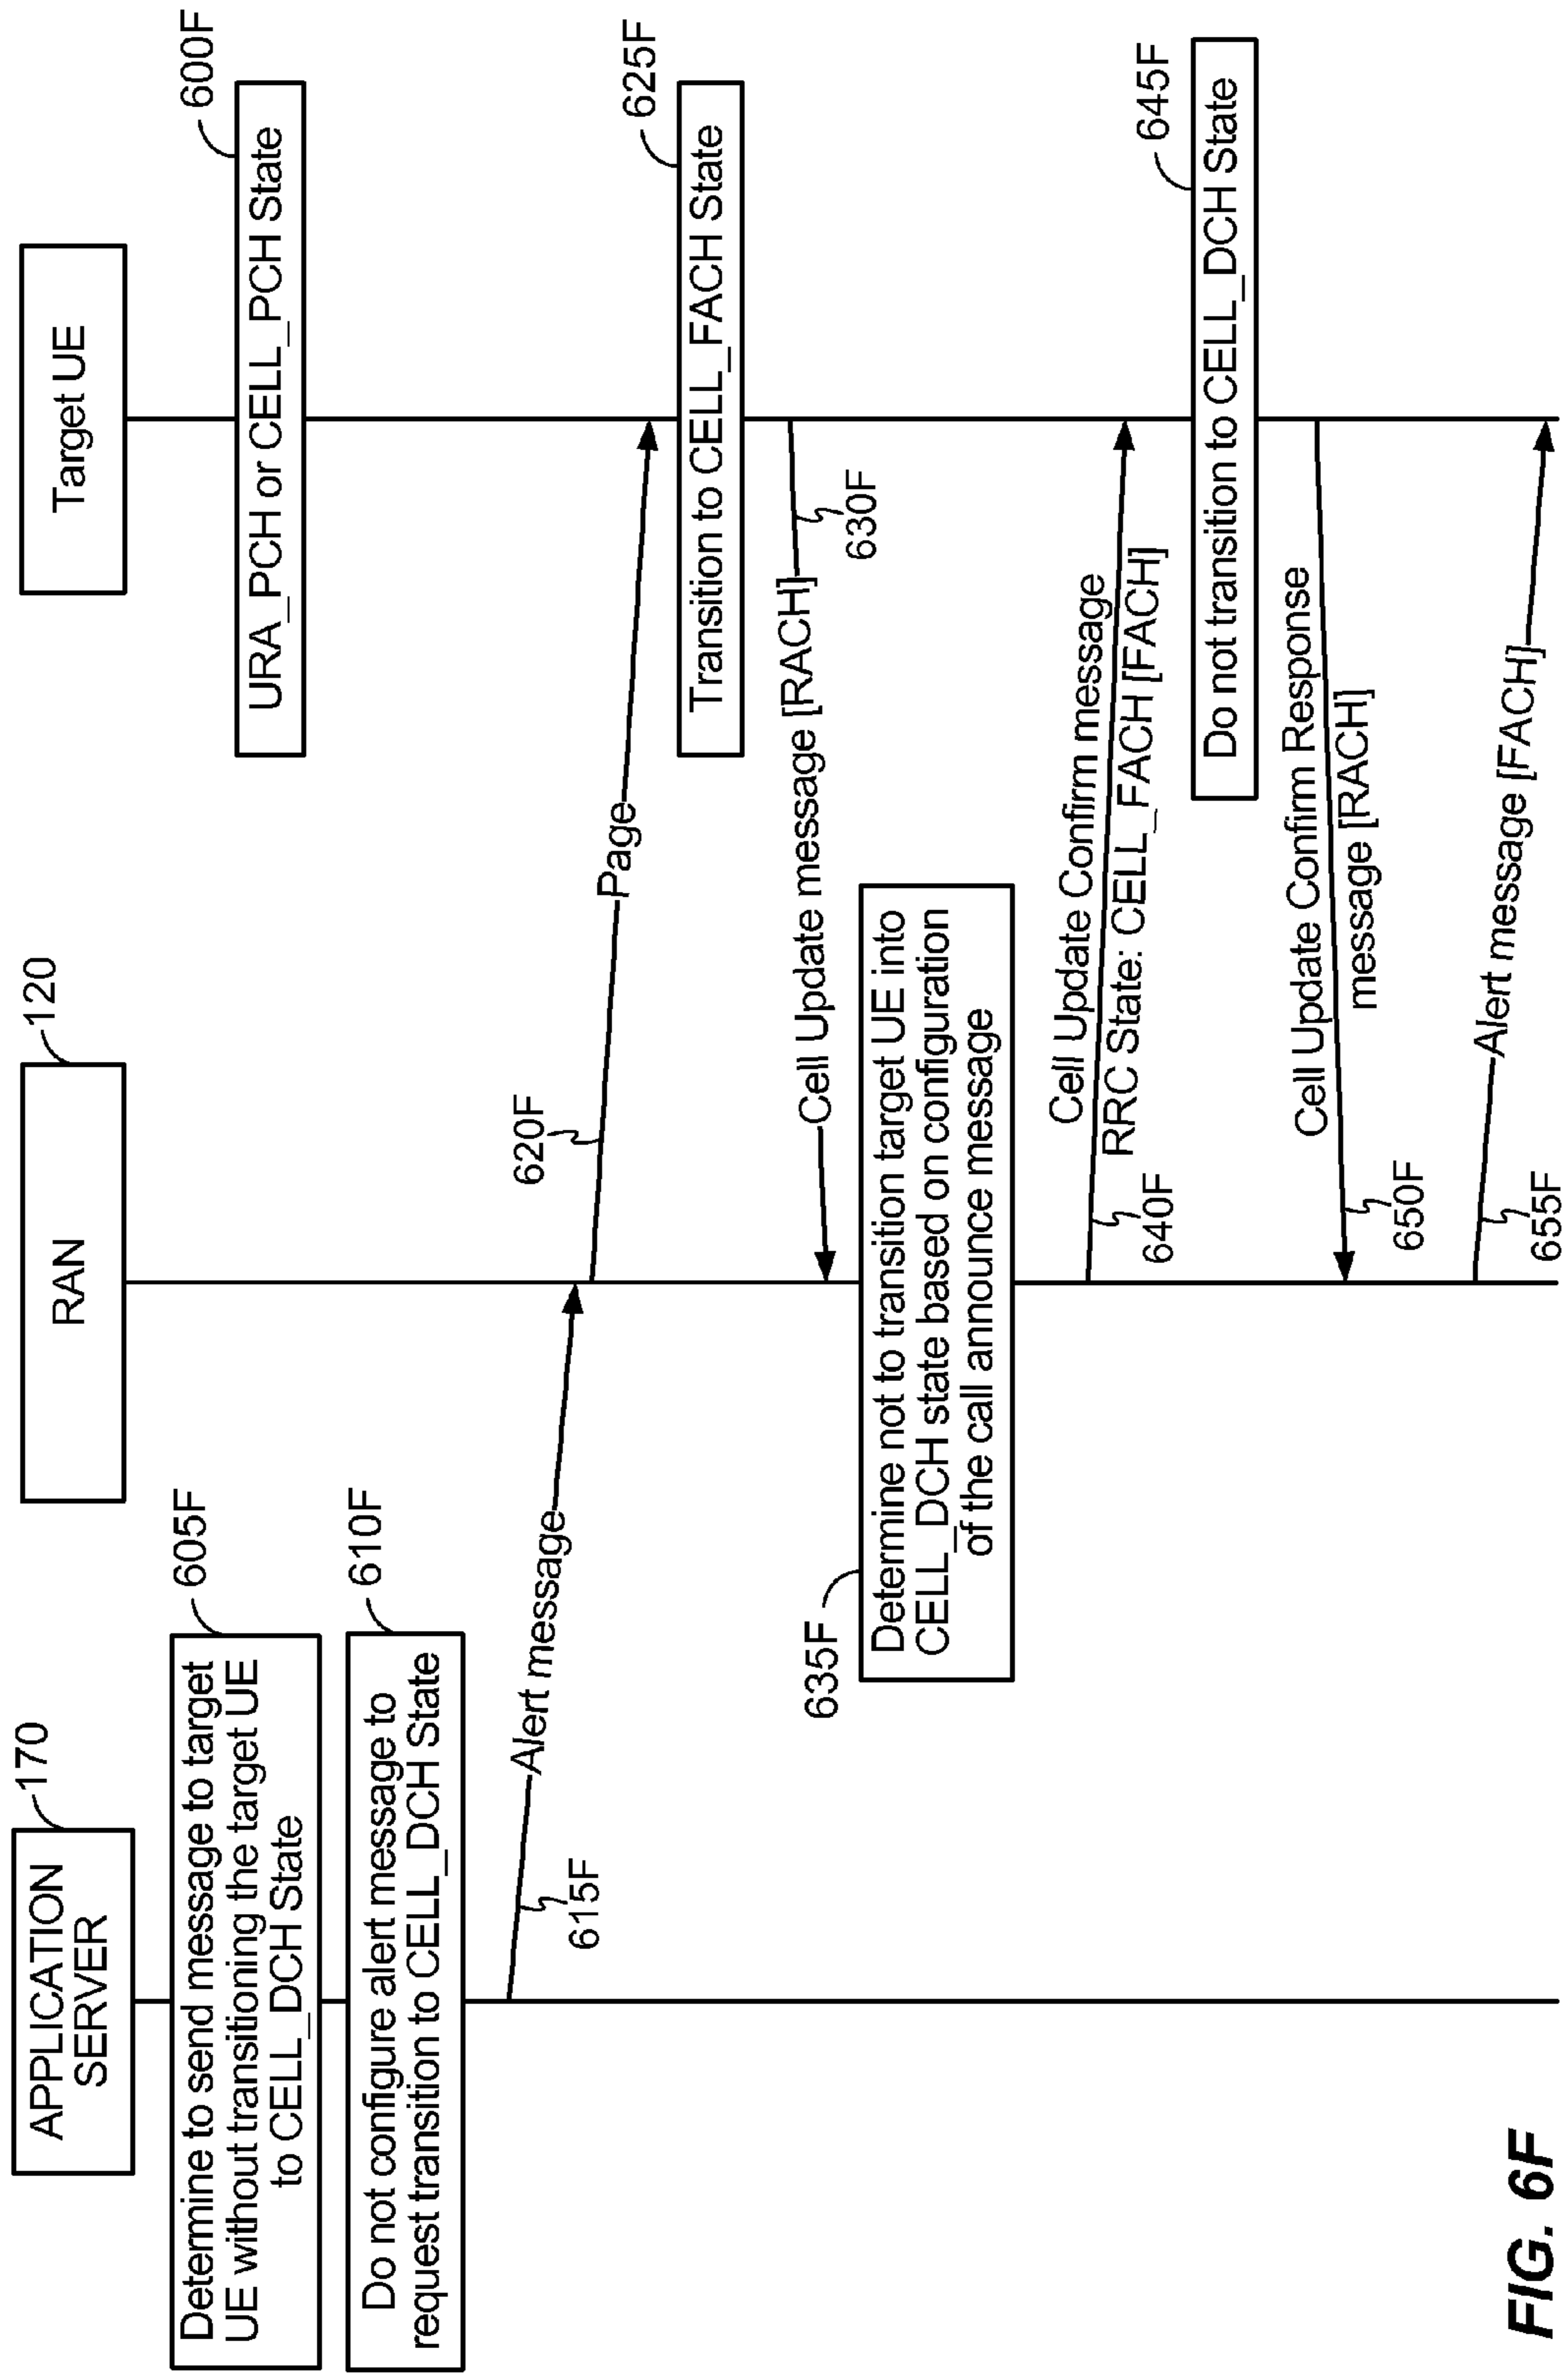 APPLICATION
SERVER
170
RAN
120
Target UE
URA_PCH or CELL_PCH State
600F
Determine to send message to target
UE without transitioning the target UE
to CELL_DCH State
605F
Do not configure alert message to
request transition to CELL_DCH State
610F
Alert message
615F
Page
620F
Transition to CELL_FACH State
625F
Cell Update message [RACH]
630F
Determine not to transition target UE into
CELL_DCH state based on configuration
of the call announce message
635F
Cell Update Confirm message
RRC State: CELL_FACH [FACH]
640F
Do not transition to CELL_DCH State
645F
Cell Update Confirm Response
message [RACH]
650F
Alert message [FACH]
655F
FIG. 6F